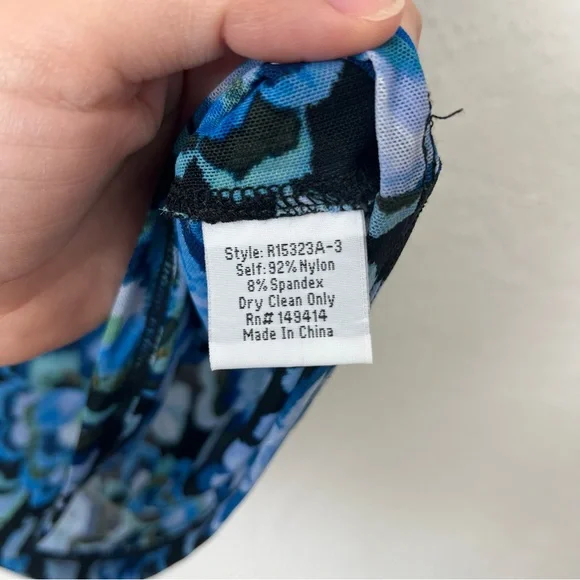 Style: R15323A-3
Self: 92% Nylon
8% Spandex
Dry Clean Only
Rn# 149414
Made In China